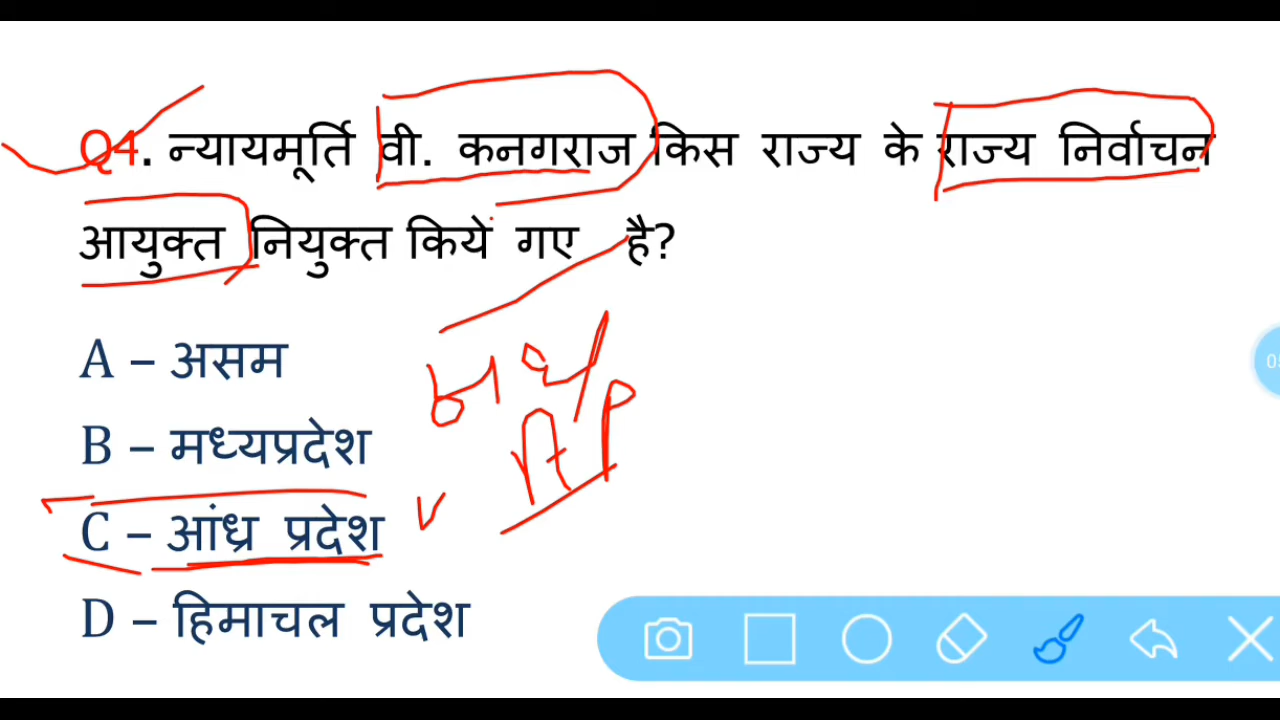 Q4. न्यायमूर्ति वी. कनगराज किस राज्य के राज्य निर्वाचन
आयुक्त नियुक्त किये गए है?
A – असम
B – मध्यप्रदेश
C – आंध्र प्रदेश
D – हिमाचल प्रदेश